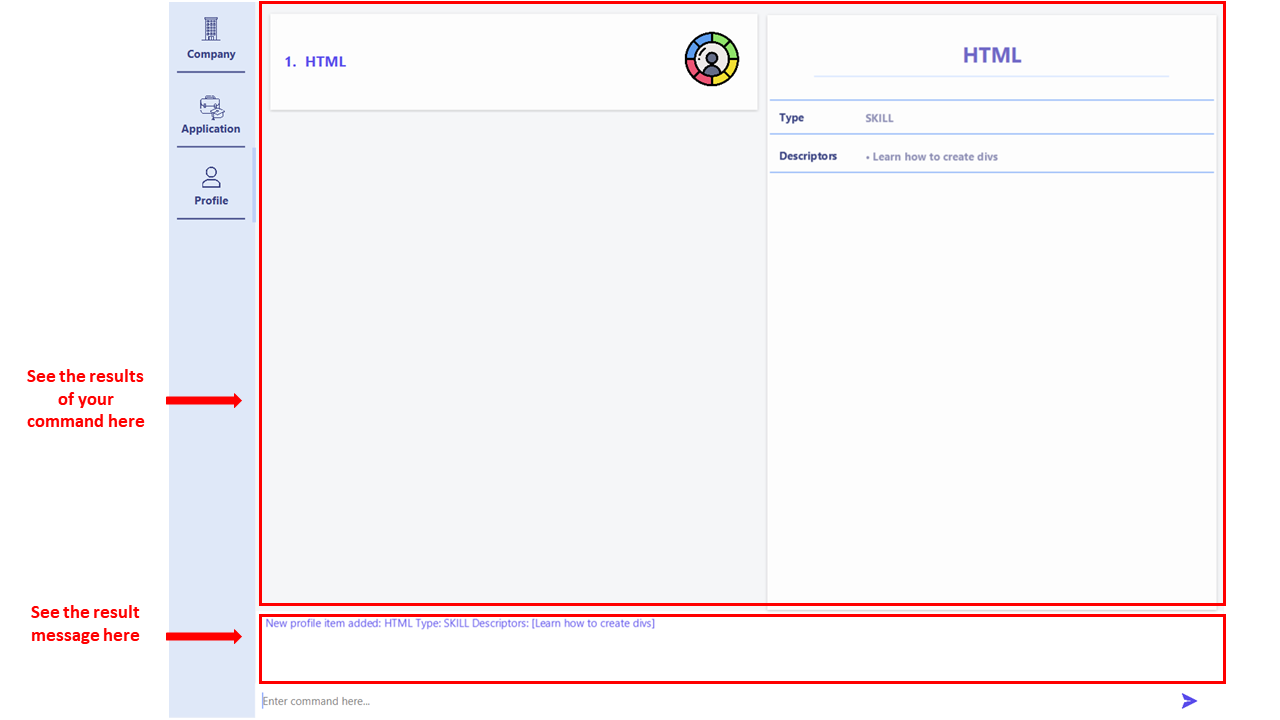 Company
Application
Profile
1. HTML
HTML
Type SKILL
Descriptors • Learn how to create divs
See the results
of your
command here
See the result
message here
New profile item added: HTML Type: SKILL Descriptors: [Learn how to create divs]
Enter command here...